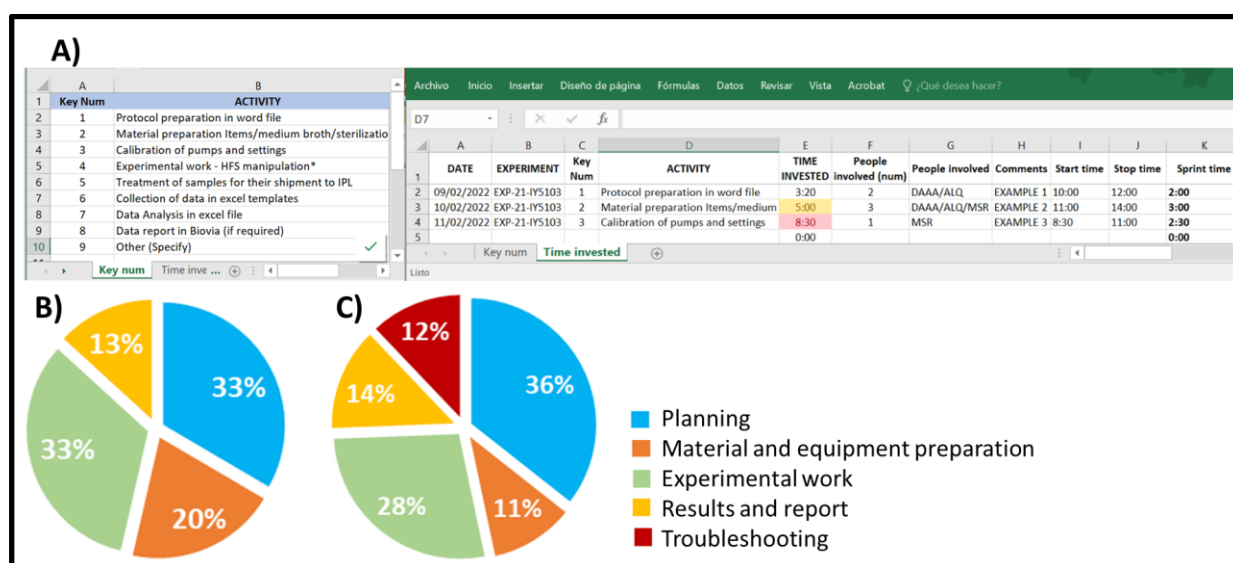 A)
A B
1 Key Num ACTIVITY
2 1 Protocol preparation in word file
3 2 Material preparation Items/medium broth/sterilizatio
4 3 Calibration of pumps and settings
5 4 Experimental work - HFS manipulation*
6 5 Treatment of samples for their shipment to IPL
7 6 Collection of data in excel templates
8 7 Data Analysis in excel file
9 8 Data report in Biovia (if required)
10 9 Other (Specify)
Key num Time inve ...
Archivo Inicio Insertar Diseño de página Fórmulas Datos Revisar Vista Acrobat ¿Qué desea hacer?
D7 fx
A B C D E F G H I J K
1 DATE EXPERIMENT Key Num ACTIVITY TIME INVESTED People involved (num) People involved Comments Start time Stop time Sprint time
2 09/02/2022 EXP-21-IY5103 1 Protocol preparation in word file 3:20 2 DAAA/ALQ EXAMPLE 1 10:00 12:00 2:00
3 10/02/2022 EXP-21-IY5103 2 Material preparation Items/medium 5:00 3 DAAA/ALQ/MSR EXAMPLE 2 11:00 14:00 3:00
4 11/02/2022 EXP-21-IY5103 3 Calibration of pumps and settings 8:30 1 MSR EXAMPLE 3 8:30 11:00 2:30
5 0:00 0:00
Key num Time invested
Listo
B)
13%
33%
33%
20%
C)
12%
36%
14%
28%
11%
Planning
Material and equipment preparation
Experimental work
Results and report
Troubleshooting